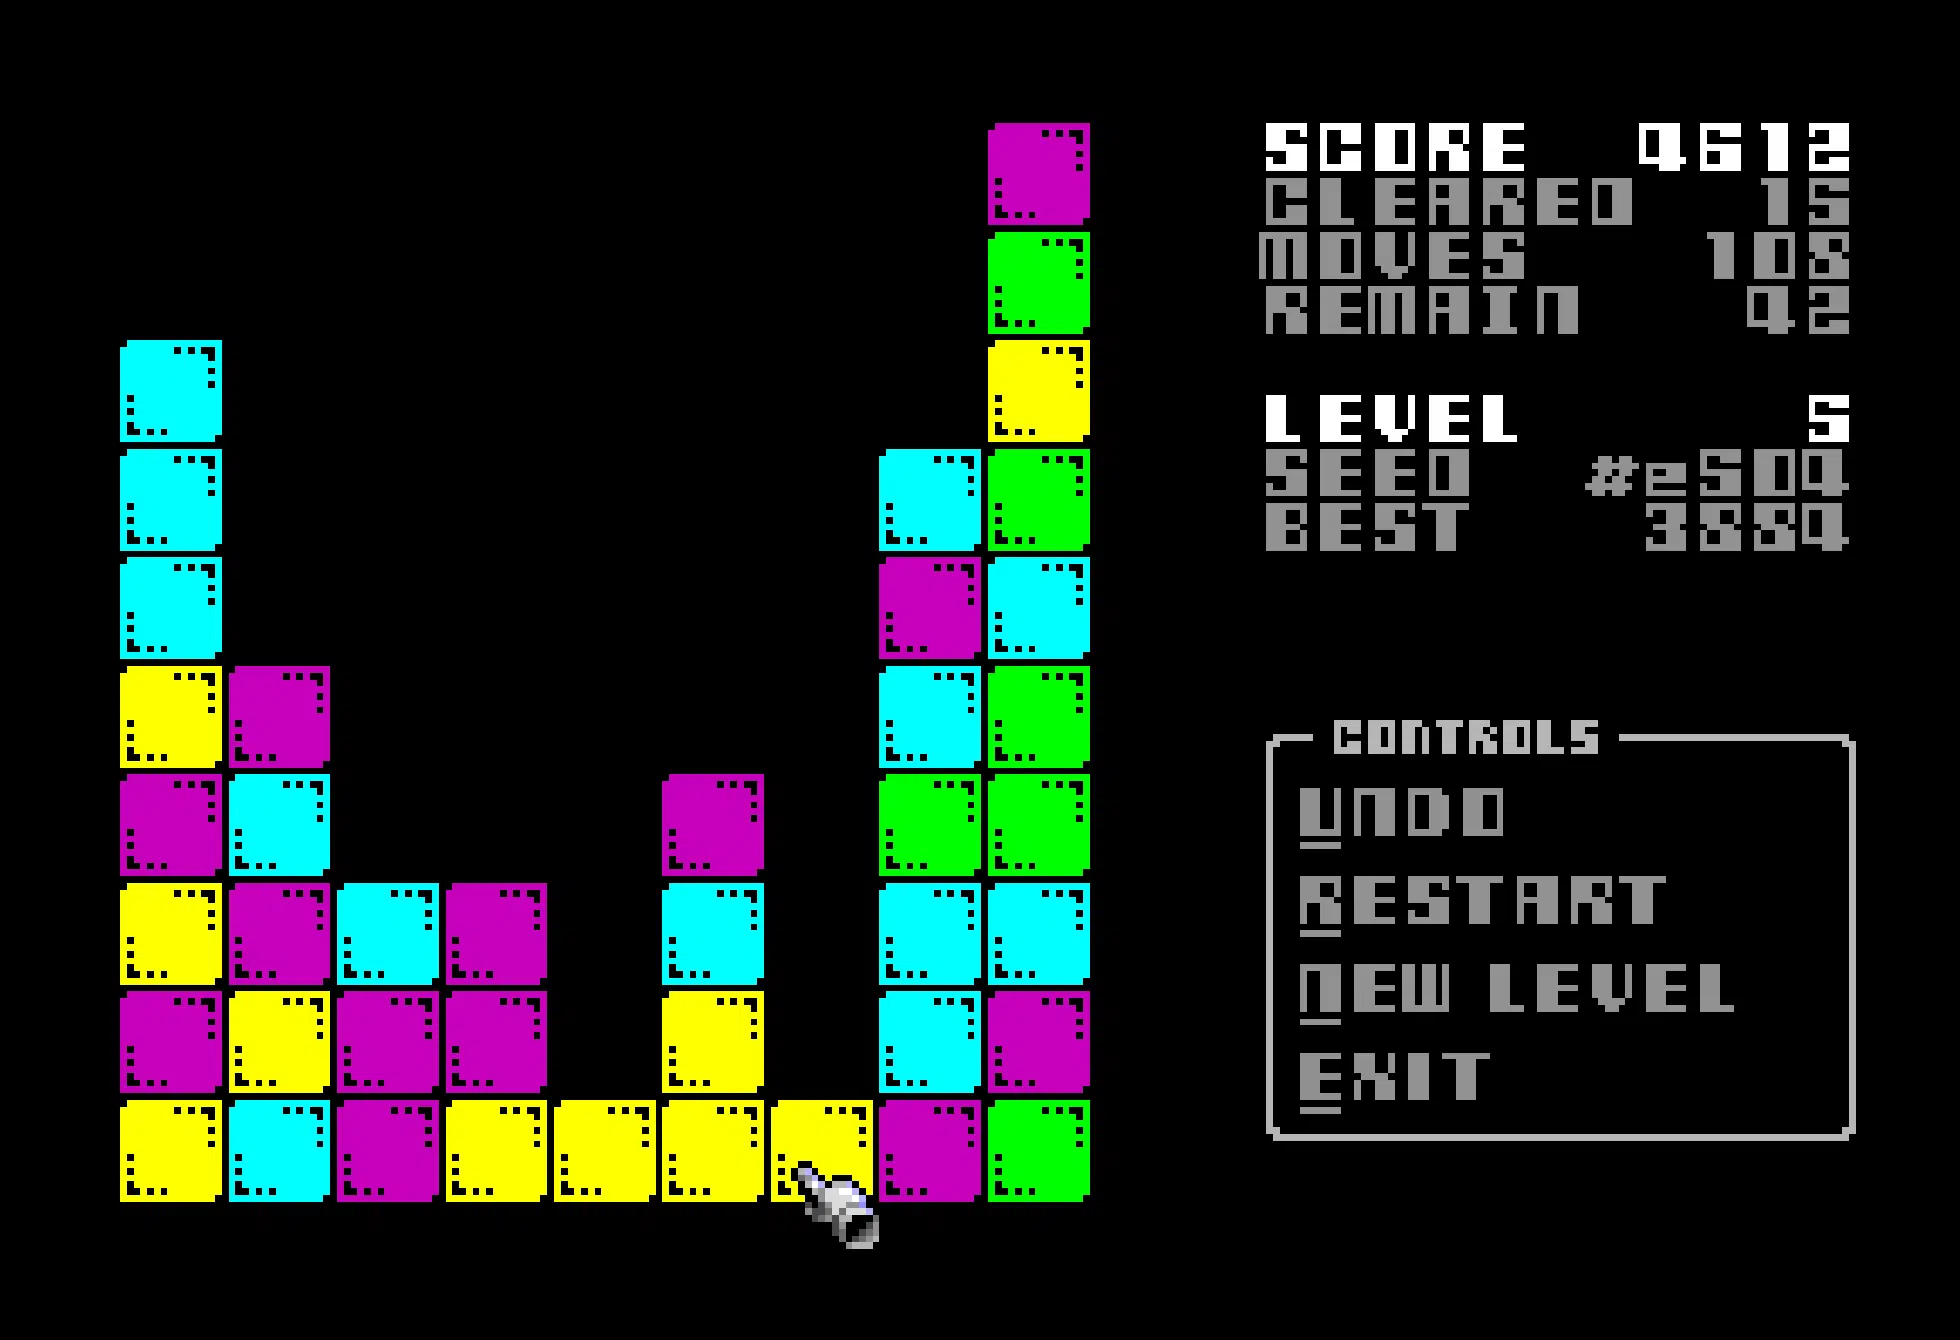 SCORE 4612
CLEARED 15
MOVES 108
REMAIN 42
LEVEL 5
SEED #e504
BEST 3884
CONTROLS
UNDO
RESTART
NEW LEVEL
EXIT